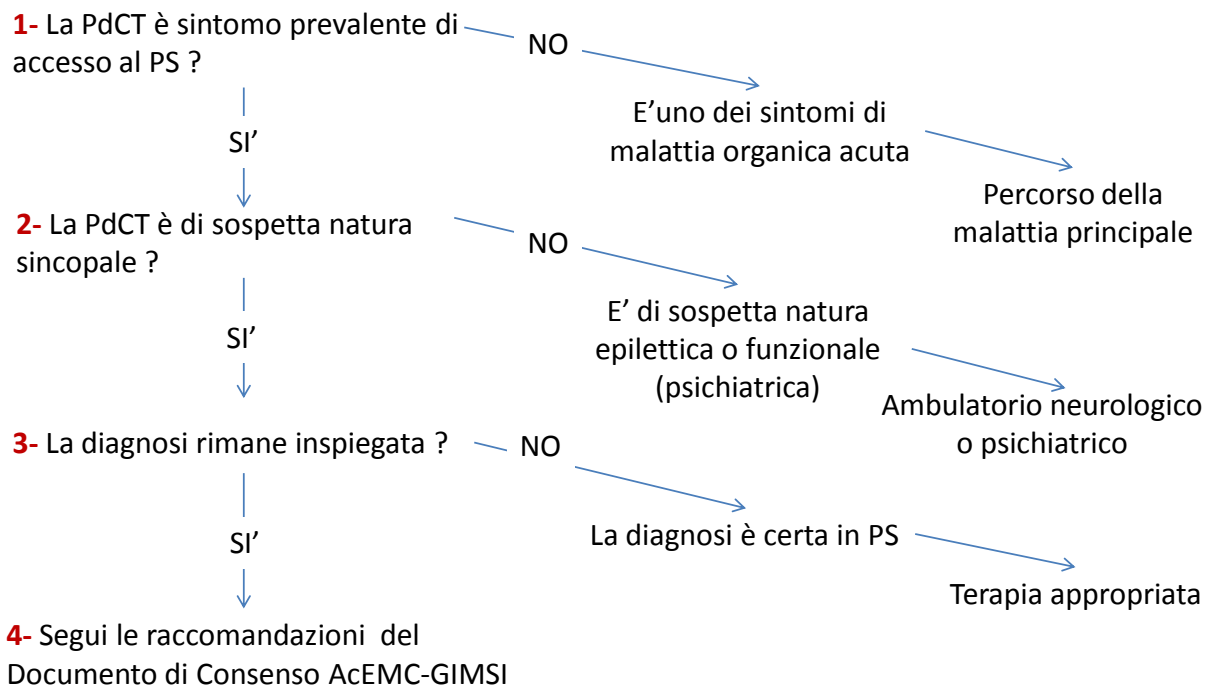 1- La PdCT è sintomo prevalente di
accesso al PS ?
NO
SI’
E’uno dei sintomi di
malattia organica acuta
Percorso della
malattia principale
2- La PdCT è di sospetta natura
sincopale ?
NO
SI’
E’ di sospetta natura
epilettica o funzionale
(psichiatrica)
Ambulatorio neurologico
o psichiatrico
3- La diagnosi rimane inspiegata ?
NO
SI’
La diagnosi è certa in PS
Terapia appropriata
4- Segui le raccomandazioni del
Documento di Consenso AcEMC-GIMSI